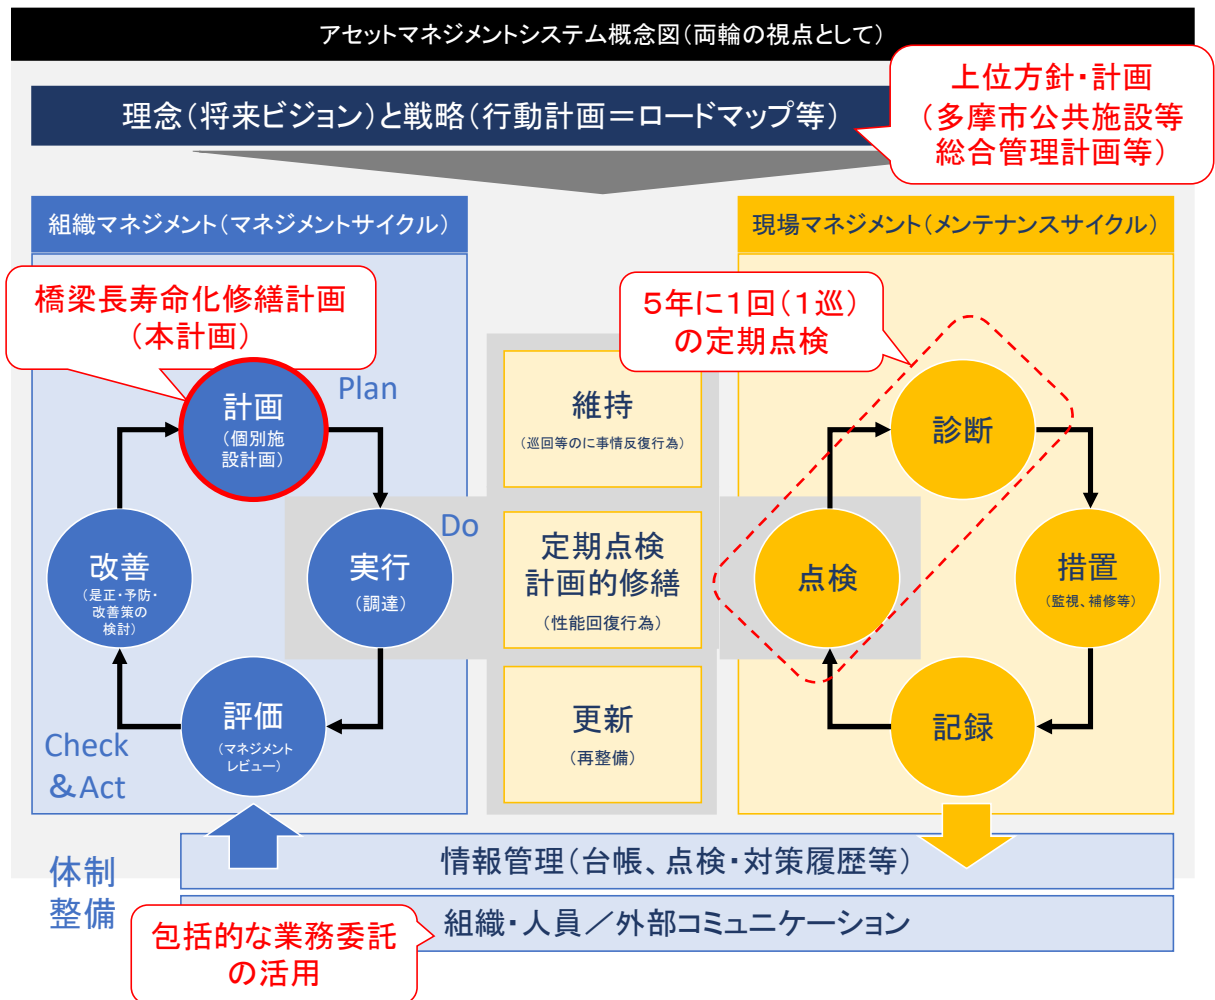 アセットマネジメントシステム概念図(両輪の視点として)
上位方針・計画
(多摩市公共施設等
総合管理計画等)
理念(将来ビジョン)と戦略(行動計画=ロードマップ等)
組織マネジメント(マネジメントサイクル)
現場マネジメント(メンテナンスサイクル)
橋梁長寿命化修繕計画
(本計画)
5年に1回(1巡)
の定期点検
計画
(個別施
設計画)
Plan
実行
(調達)
Do
評価
(マネジメント
レビュー)
Check
&Act
改善
(是正・予防・
改善策の
検討)
維持
(巡回等のに事情反復行為)
定期点検
計画的修繕
(性能回復行為)
更新
(再整備)
診断
措置
(監視、補修等)
記録
点検
体制
整備
情報管理(台帳、点検・対策履歴等)
組織・人員/外部コミュニケーション
包括的な業務委託
の活用